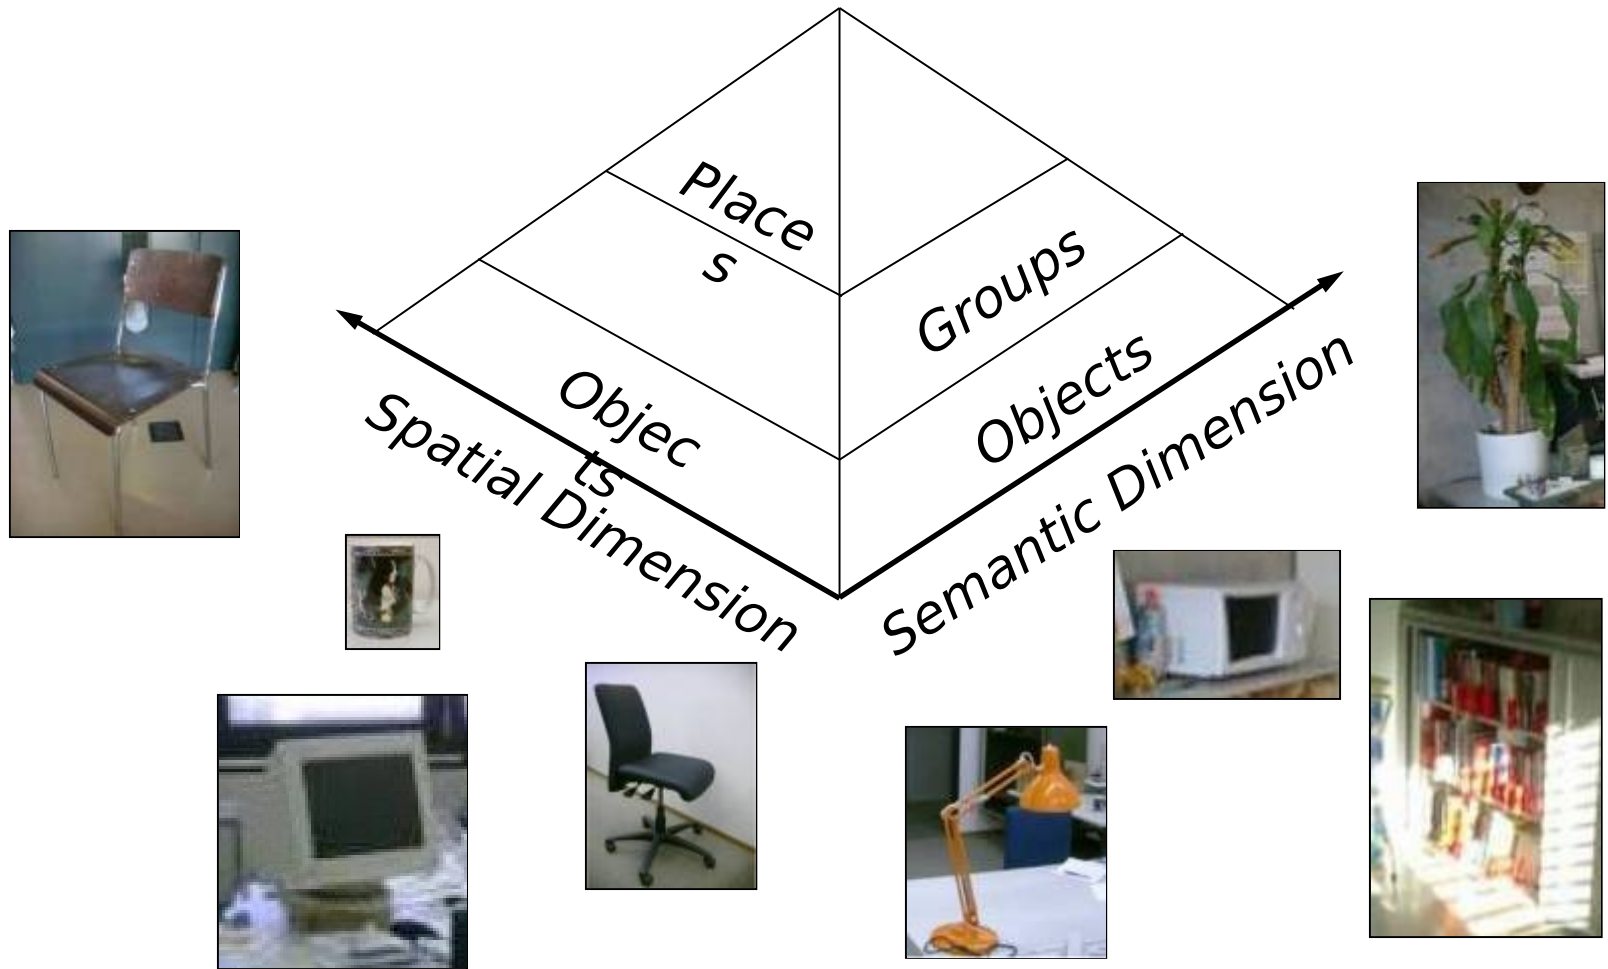 Place
s
Groups
Objec
ts
Objects
Spatial Dimension
Semantic Dimension